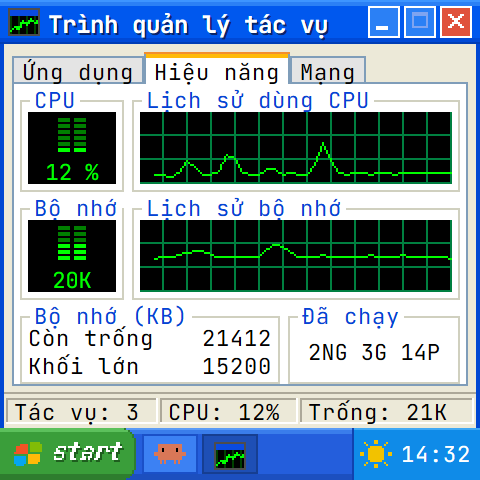 Trình quản lý tác vụ
Ứng dụng Hiệu năng Mạng
CPU Lịch sử dùng CPU
12 %
Bộ nhớ Lịch sử bộ nhớ
20K
Bộ nhớ (KB) Đã chạy
Còn trống 21412
Khối lớn 15200
2NG 3G 14P
Tác vụ: 3 CPU: 12% Trống: 21K
start 14:32